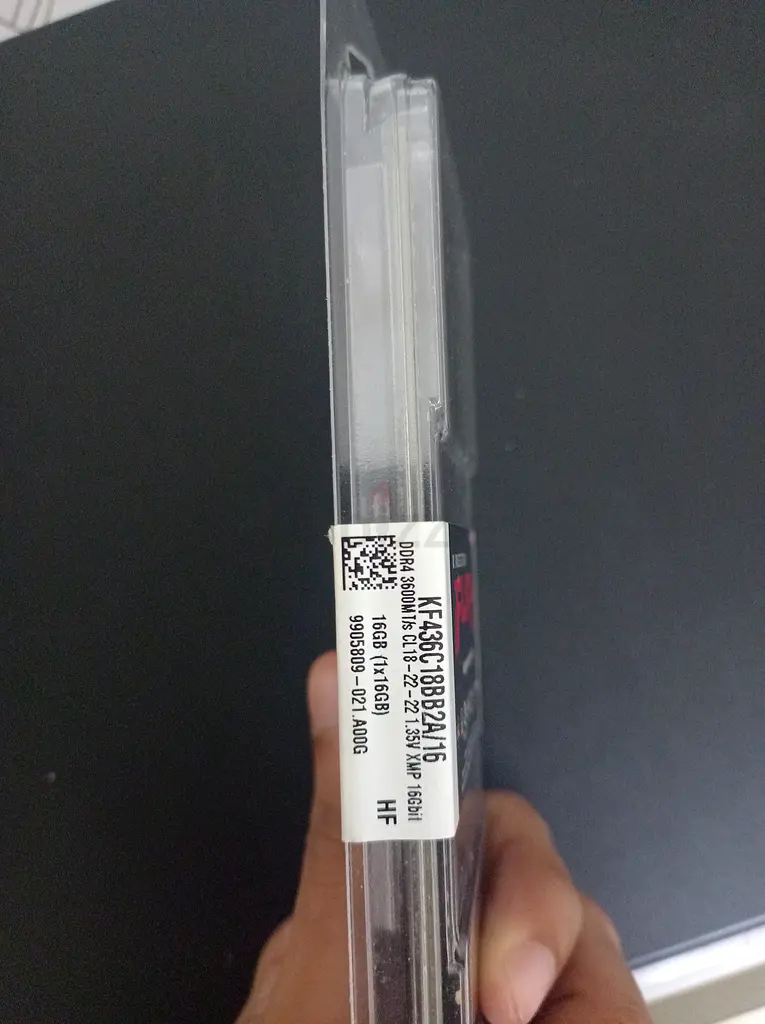 KF436C18BB2A/16
DDR4 3600MT/s CL18-22-22 1.35V XMP 16Gbit
16GB (1x16GB)
9905809-021.A00G
HF